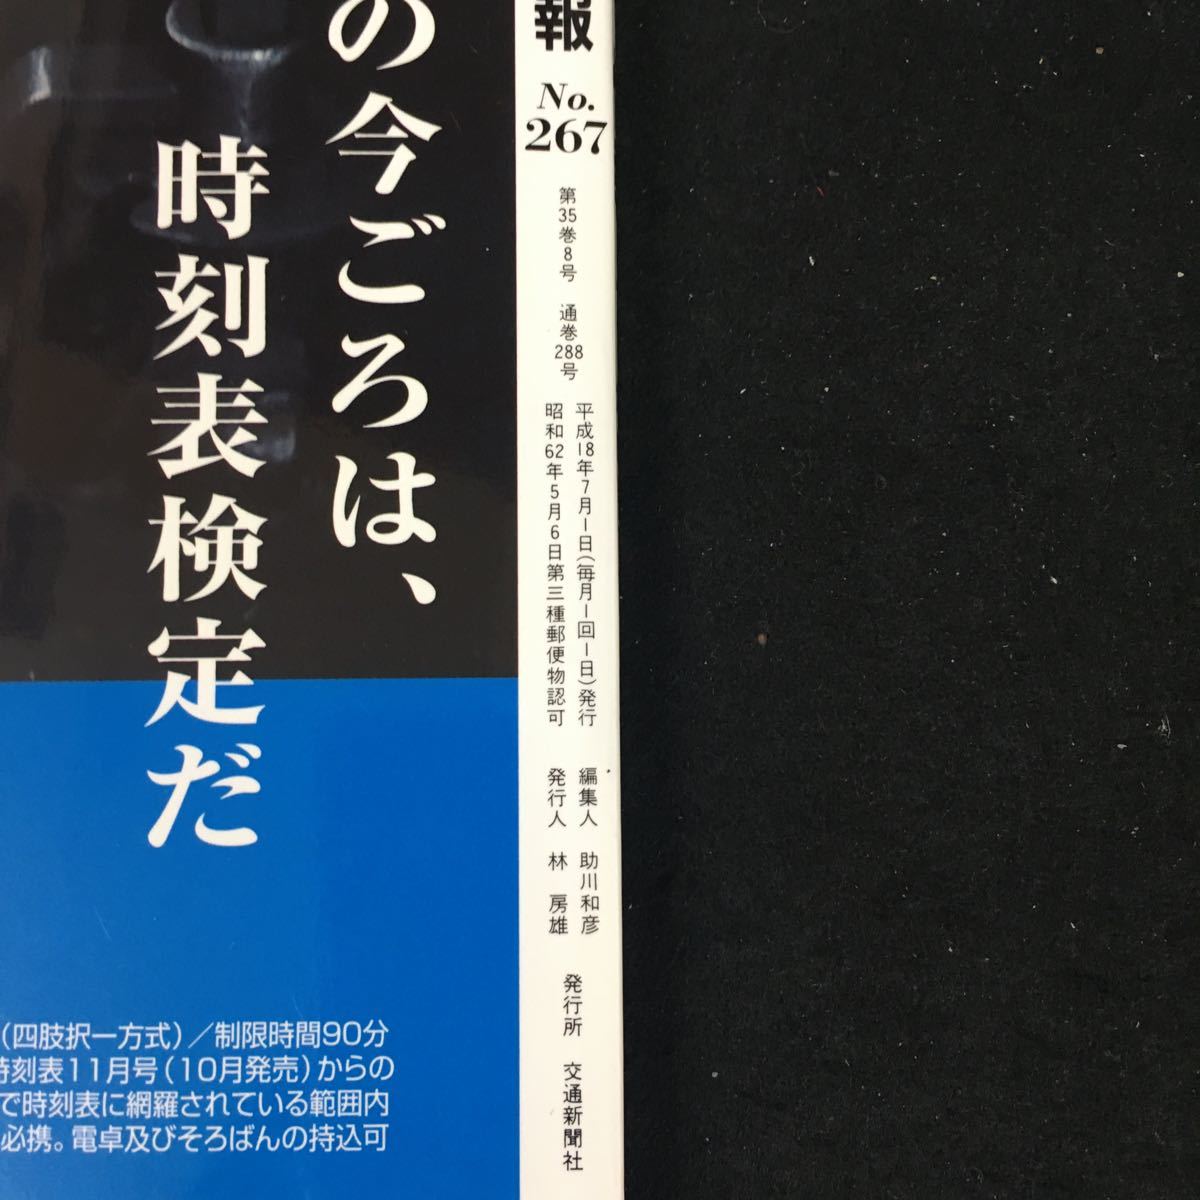 の今ごろは、
時刻表検定だ
(四肢択一方式)／制限時間90分
時刻表11月号(10月発売)からの
で時刻表に網羅されている範囲内
必携。電卓及びそろばんの持込可
報
No.
267
第35巻8号 通巻288号
平成18年7月1日(毎月1回1日)発行
昭和62年5月6日第三種郵便物認可
編集人 助川和彦
発行人 林 房雄
発行所 交通新聞社